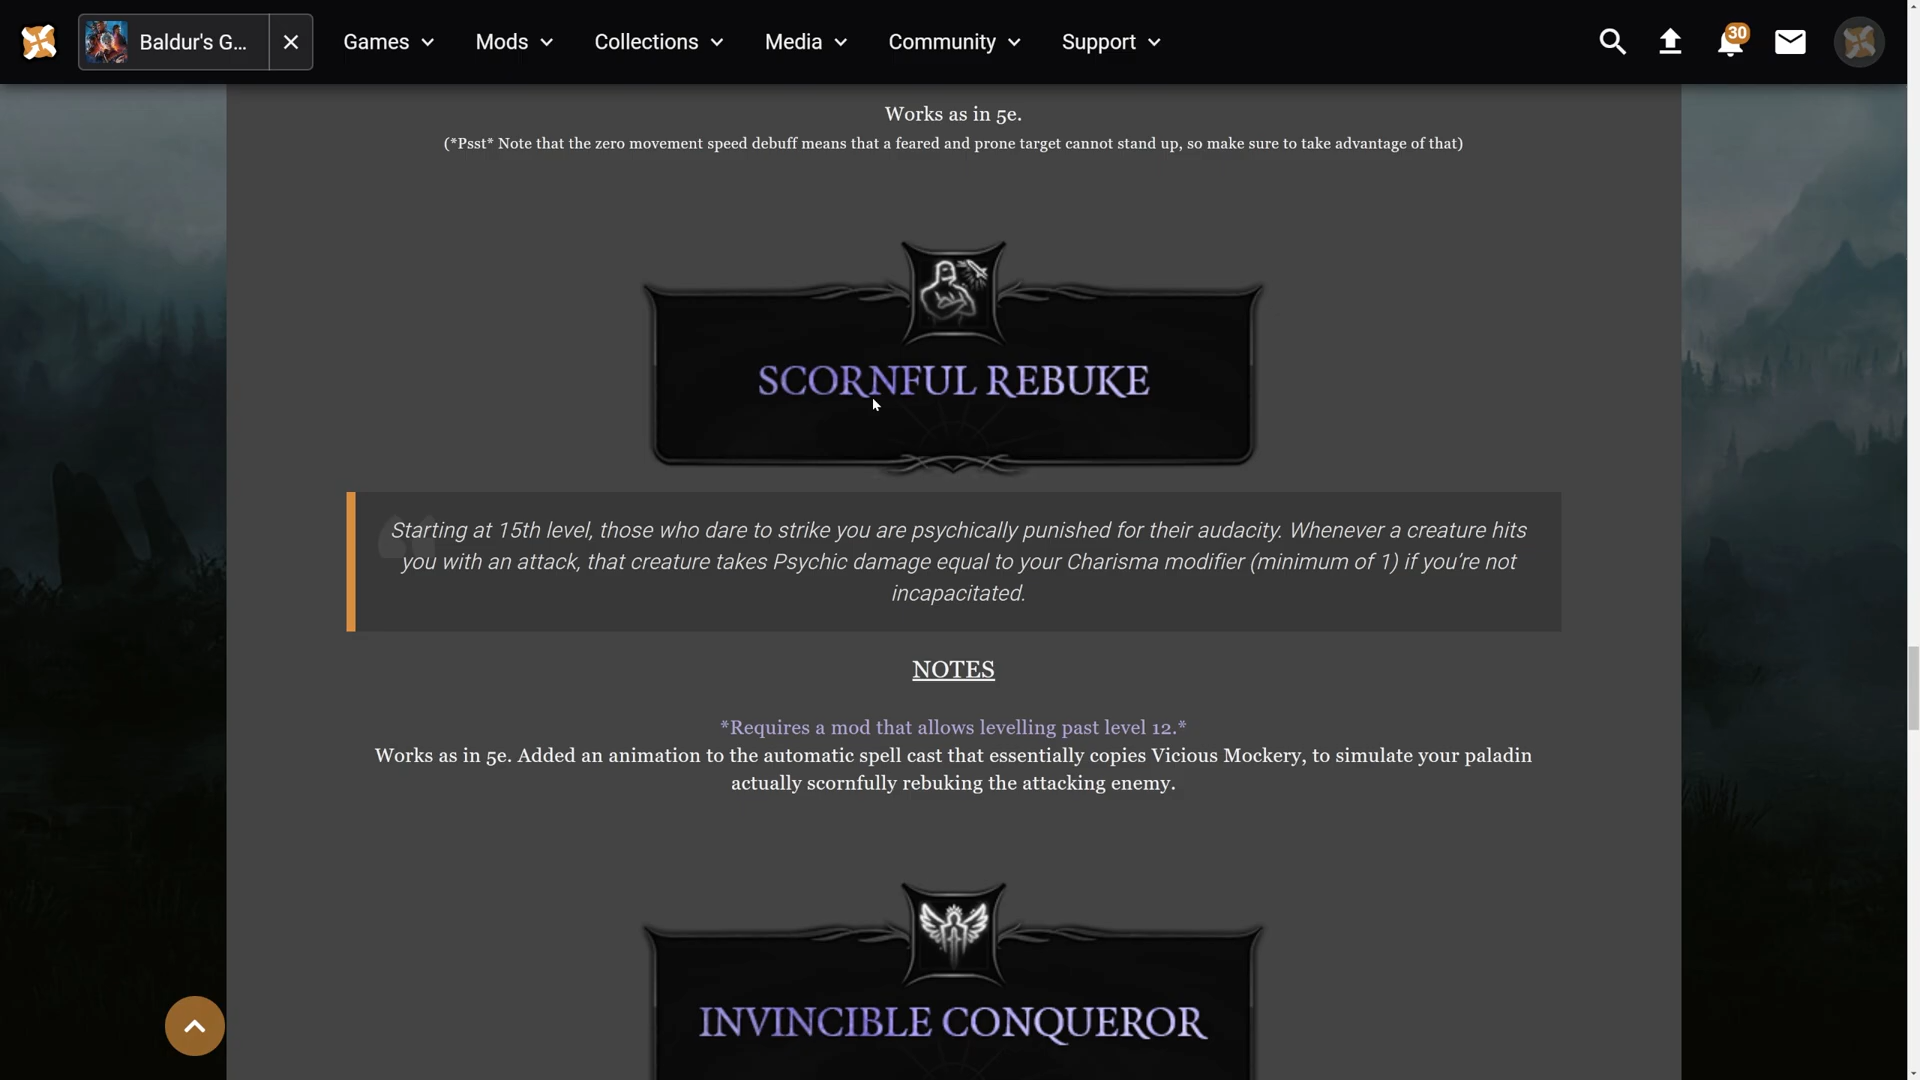 Baldur's G...
Games
Mods
Collections
Media
Community
Support
30
Works as in 5e.
(*Psst* Note that the zero movement speed debuff means that a feared and prone target cannot stand up, so make sure to take advantage of that)
SCORNFUL REBUKE
Starting at 15th level, those who dare to strike you are psychically punished for their audacity. Whenever a creature hits
you with an attack, that creature takes Psychic damage equal to your Charisma modifier (minimum of 1) if you're not
incapacitated.
NOTES
*Requires a mod that allows levelling past level 12.*
Works as in 5e. Added an animation to the automatic spell cast that essentially copies Vicious Mockery, to simulate your paladin
actually scornfully rebuking the attacking enemy.
INVINCIBLE CONQUEROR